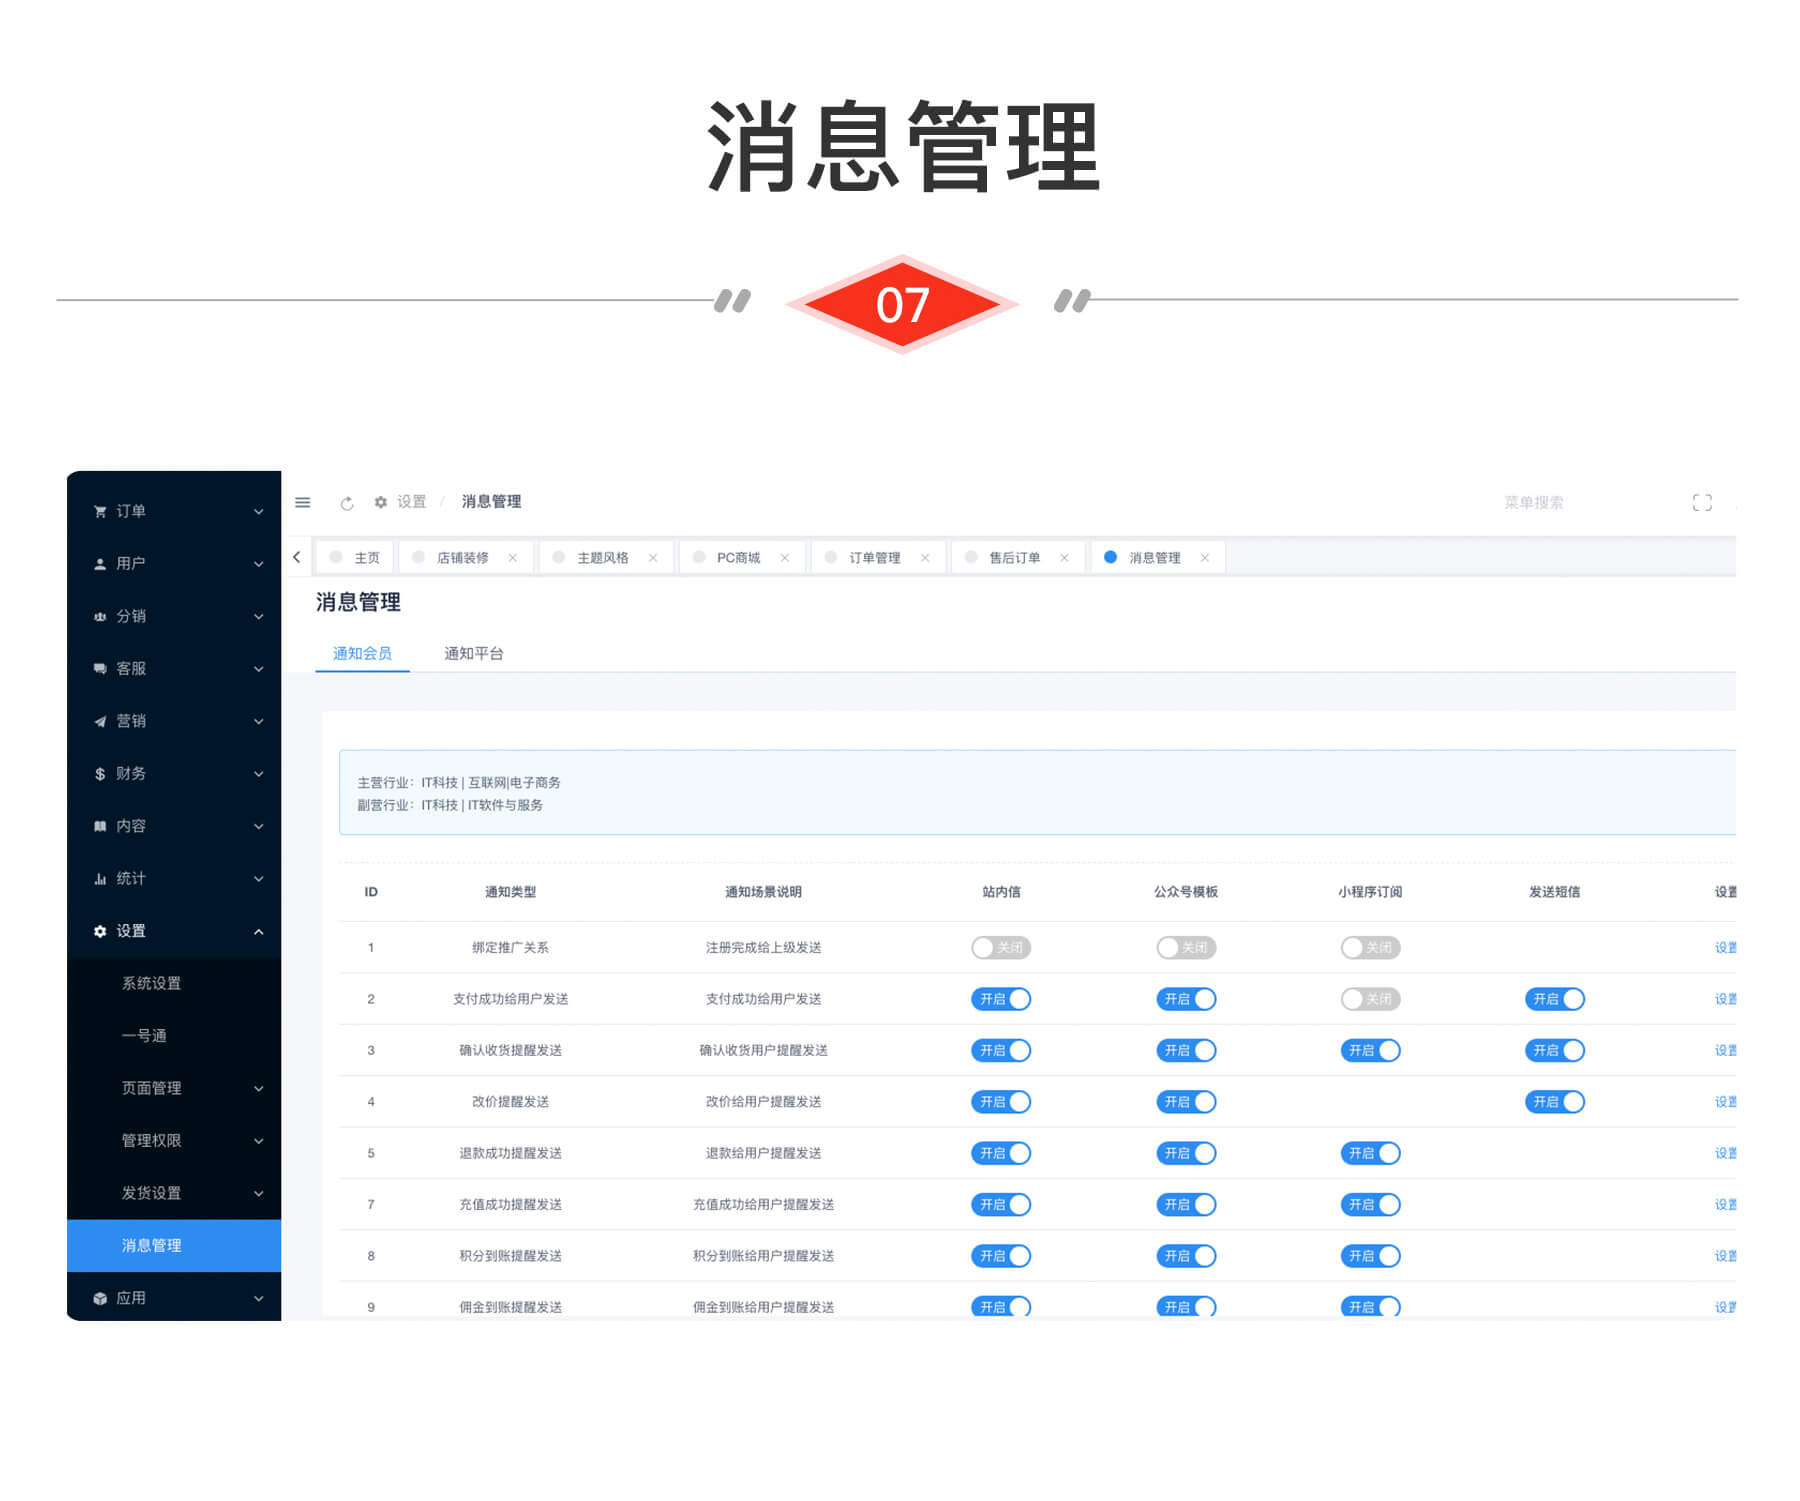 消息管理
07
订单
用户
分销
客服
营销
财务
内容
统计
设置
系统设置
一号通
页面管理
管理权限
发货设置
消息管理
应用
设置 / 消息管理
菜单搜索
主页 店铺装修 主题风格 PC商城 订单管理 售后订单 消息管理
消息管理
通知会员 通知平台
主营行业：IT科技 | 互联网|电子商务
副营行业：IT科技 | IT软件与服务
ID 通知类型 通知场景说明 站内信 公众号模板 小程序订阅 发送短信 设置
1 绑定推广关系 注册完成给上级发送 关闭 关闭 关闭 设置
2 支付成功给用户发送 支付成功给用户发送 开启 开启 关闭 开启 设置
3 确认收货提醒发送 确认收货用户提醒发送 开启 开启 开启 开启 设置
4 改价提醒发送 改价给用户提醒发送 开启 开启 开启 设置
5 退款成功提醒发送 退款给用户提醒发送 开启 开启 开启 设置
7 充值成功提醒发送 充值成功给用户提醒发送 开启 开启 开启 设置
8 积分到账提醒发送 积分到账给用户提醒发送 开启 开启 开启 设置
9 佣金到账提醒发送 佣金到账给用户提醒发送 开启 开启 开启 设置